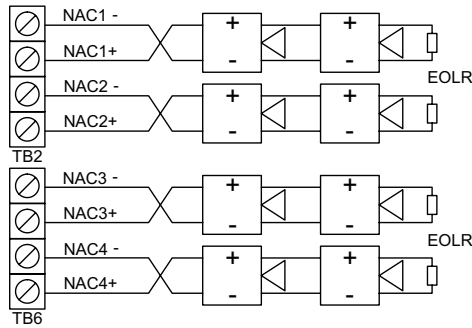 NAC1 -
+ +
NAC1+
- -
EOLR
NAC2 -
+ +
NAC2+
- -
TB2
NAC3 -
+ +
NAC3+
- -
EOLR
NAC4 -
+ +
NAC4+
- -
TB6